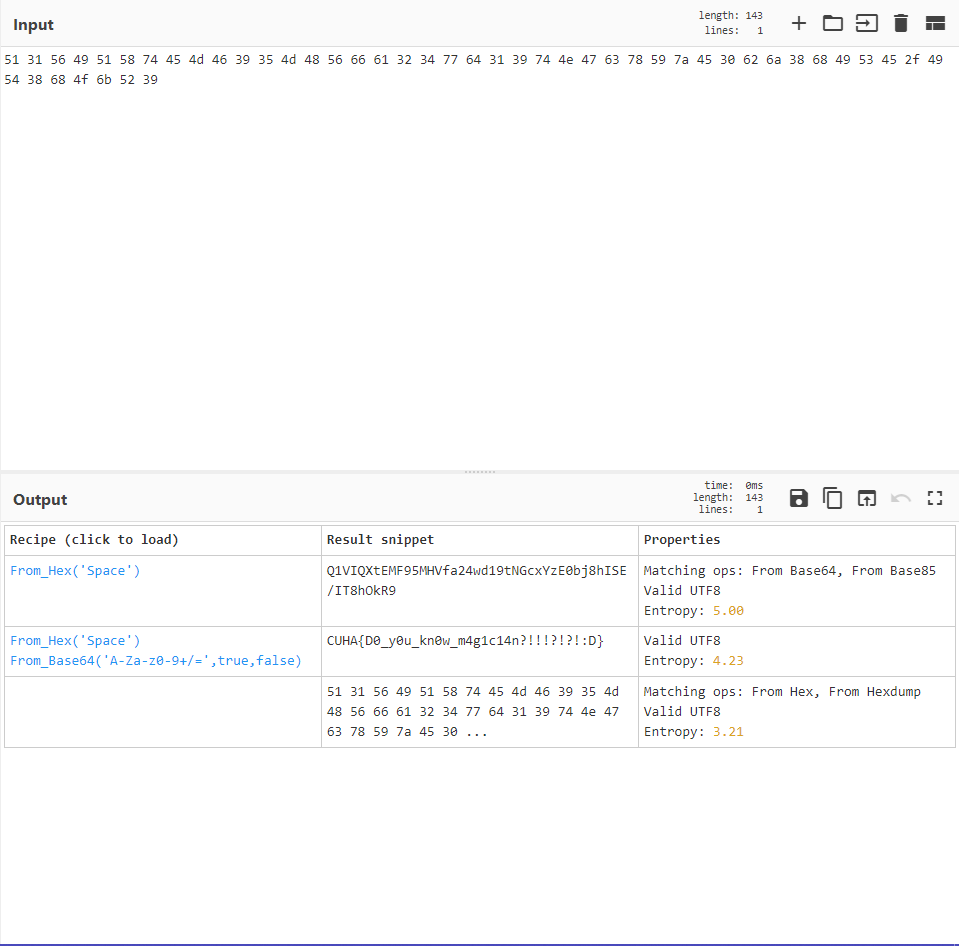 Input
length: 143
lines: 1
51 31 56 49 51 58 74 45 4d 46 39 35 4d 48 56 66 61 32 34 77 64 31 39 74 4e 47 63 78 59 7a 45 30 62 6a 38 68 49 53 45 2f 49
54 38 68 4f 6b 52 39
Output
time: 0ms
length: 143
lines: 1
Recipe (click to load) Result snippet Properties
From_Hex('Space') Q1VIQXtEMF95MHVfa24wd19tNGcxYzE0bj8hISE Matching ops: From Base64, From Base85
/IT8hOkR9 Valid UTF8
Entropy: 5.00
From_Hex('Space') CUHA{D0_y0u_kn0w_m4g1c14n?!!!?!?!:D} Valid UTF8
From_Base64('A-Za-z0-9+/=',true,false) Entropy: 4.23
51 31 56 49 51 58 74 45 4d 46 39 35 4d Matching ops: From Hex, From Hexdump
48 56 66 61 32 34 77 64 31 39 74 4e 47 Valid UTF8
63 78 59 7a 45 30 ... Entropy: 3.21